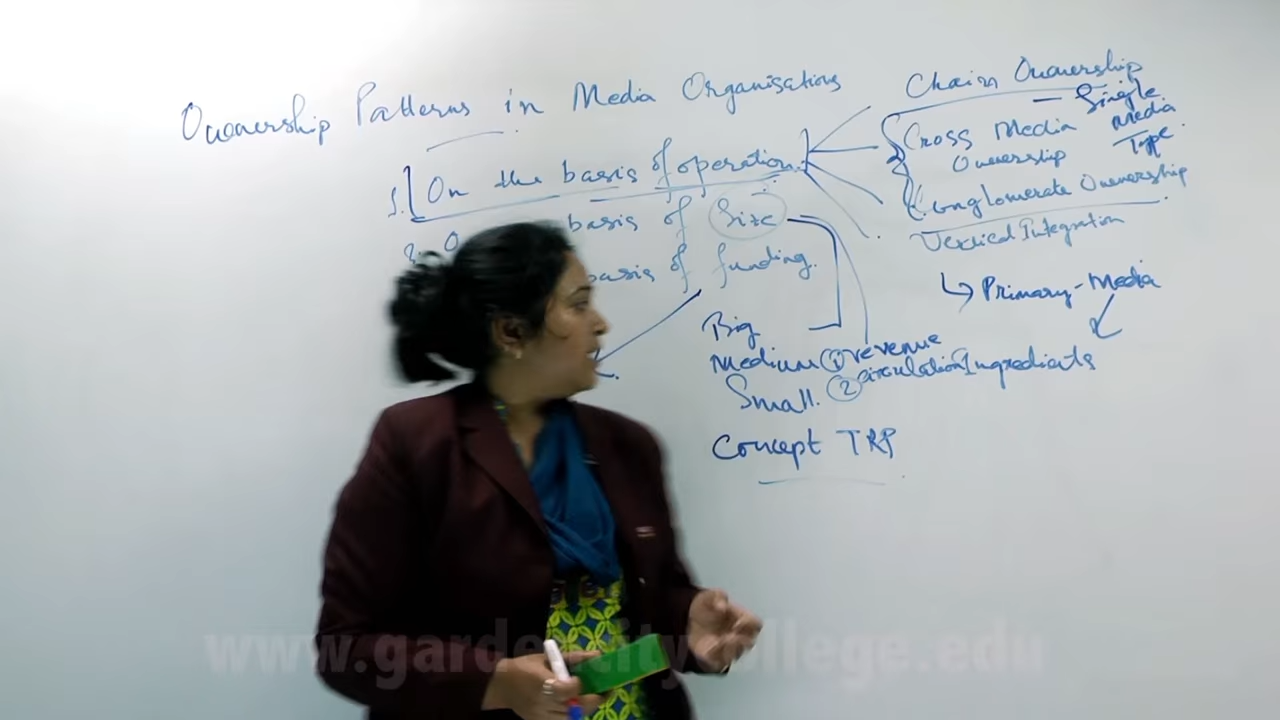 Ownership Patterns in Media Organisations
1. On the basis of operation.
2. O basis of Size
basis of funding.
Big
Medium ① revenue
Small. ② circulation
Concept TRP
Chain Ownership
– Single Media Type.
Cross Media Ownership
Conglomerate Ownership
Vertical Integration
Primary-Media
Ingredients
www.gardencitycollege.edu